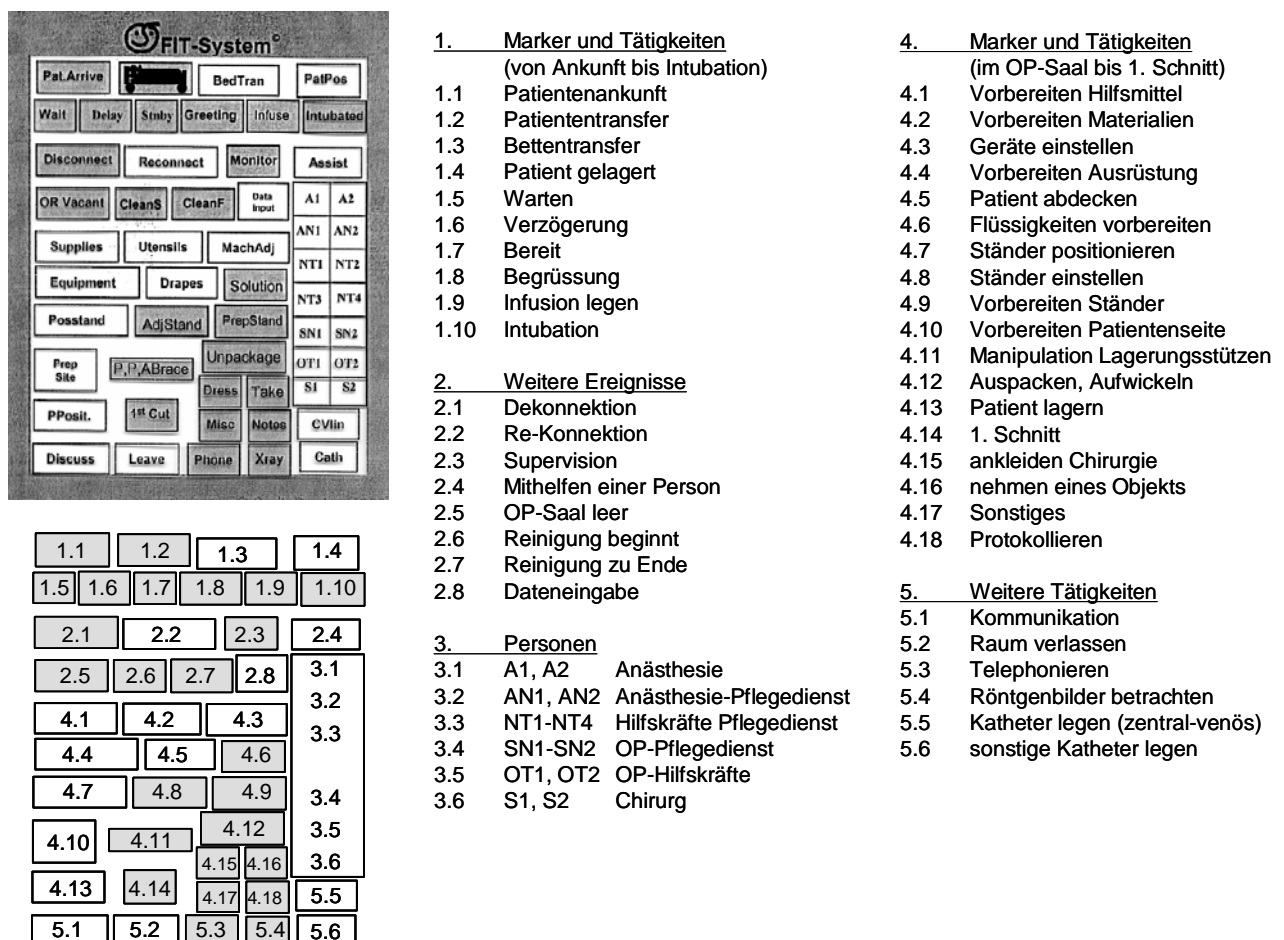 FIT-System©
Pat.Arrive BedTran PatPos
Wait Delay Stnby Greeting Infuse Intubated
Disconnect Reconnect Monitor Assist
OR Vacant CleanS CleanF Data Input A1 A2
AN1 AN2
Supplies Utensils MachAdj
NT1 NT2
Equipment Drapes Solution
NT3 NT4
Posstand AdjStand PrepStand
SN1 SN2
Prep Site P,P,ABrace Unpackage OT1 OT2
Dress Take S1 S2
PPosit. 1st Cut Misc Notes CVlin
Discuss Leave Phone Xray Cath
1.1 1.2 1.3 1.4
1.5 1.6 1.7 1.8 1.9 1.10
2.1 2.2 2.3 2.4
2.5 2.6 2.7 2.8 3.1
3.2
4.1 4.2 4.3 3.3
4.4 4.5 4.6
4.7 4.8 4.9 3.4
4.10 4.11 4.12 3.5
4.15 4.16 3.6
4.13 4.14 4.17 4.18 5.5
5.1 5.2 5.3 5.4 5.6
1. Marker und Tätigkeiten
(von Ankunft bis Intubation)
1.1 Patientenankunft
1.2 Patiententransfer
1.3 Bettentransfer
1.4 Patient gelagert
1.5 Warten
1.6 Verzögerung
1.7 Bereit
1.8 Begrüssung
1.9 Infusion legen
1.10 Intubation
2. Weitere Ereignisse
2.1 Dekonnektion
2.2 Re-Konnektion
2.3 Supervision
2.4 Mithelfen einer Person
2.5 OP-Saal leer
2.6 Reinigung beginnt
2.7 Reinigung zu Ende
2.8 Dateneingabe
3. Personen
3.1 A1, A2 Anästhesie
3.2 AN1, AN2 Anästhesie-Pflegedienst
3.3 NT1-NT4 Hilfskräfte Pflegedienst
3.4 SN1-SN2 OP-Pflegedienst
3.5 OT1, OT2 OP-Hilfskräfte
3.6 S1, S2 Chirurg
4. Marker und Tätigkeiten
(im OP-Saal bis 1. Schnitt)
4.1 Vorbereiten Hilfsmittel
4.2 Vorbereiten Materialien
4.3 Geräte einstellen
4.4 Vorbereiten Ausrüstung
4.5 Patient abdecken
4.6 Flüssigkeiten vorbereiten
4.7 Ständer positionieren
4.8 Ständer einstellen
4.9 Vorbereiten Ständer
4.10 Vorbereiten Patientenseite
4.11 Manipulation Lagerungsstützen
4.12 Auspacken, Aufwickeln
4.13 Patient lagern
4.14 1. Schnitt
4.15 ankleiden Chirurgie
4.16 nehmen eines Objekts
4.17 Sonstiges
4.18 Protokollieren
5. Weitere Tätigkeiten
5.1 Kommunikation
5.2 Raum verlassen
5.3 Telephonieren
5.4 Röntgenbilder betrachten
5.5 Katheter legen (zentral-venös)
5.6 sonstige Katheter legen